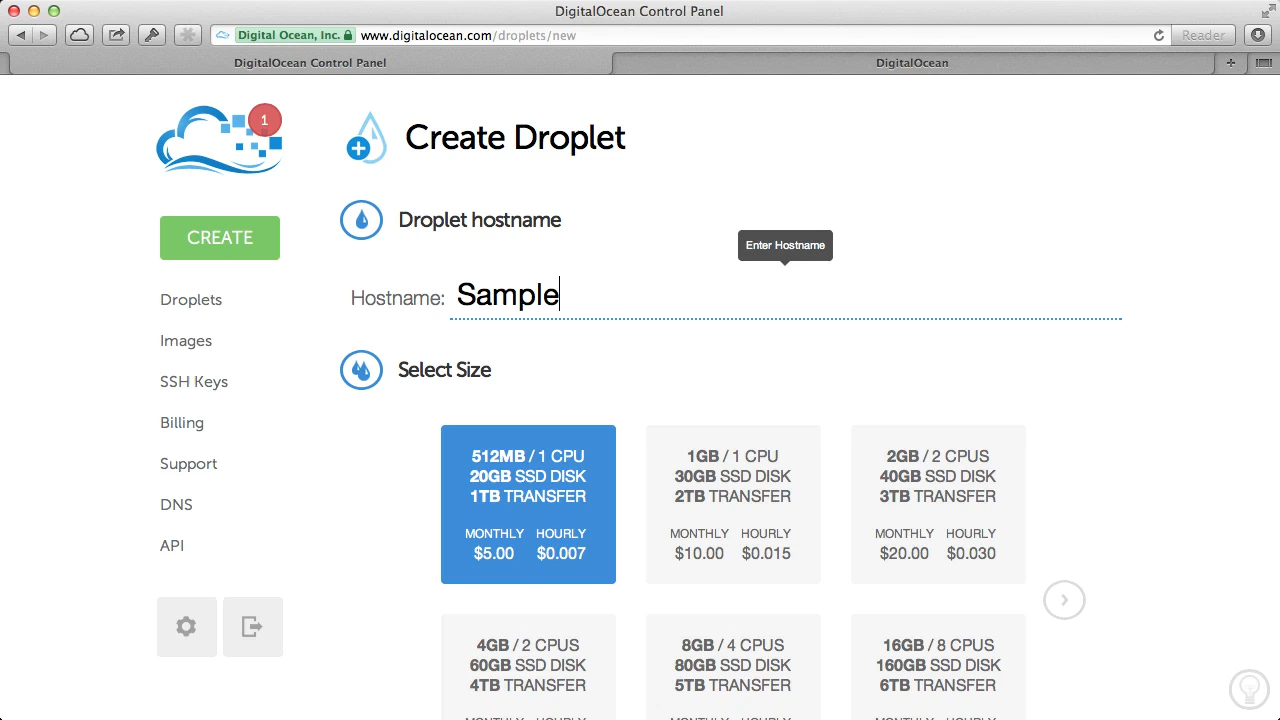 DigitalOcean Control Panel
Digital Ocean, Inc. www.digitalocean.com/droplets/new Reader
DigitalOcean Control Panel DigitalOcean
1
Create Droplet
CREATE
Droplets
Images
SSH Keys
Billing
Support
DNS
API
Droplet hostname
Enter Hostname
Hostname: Sample
Select Size
512MB / 1 CPU
20GB SSD DISK
1TB TRANSFER
MONTHLY HOURLY
$5.00 $0.007
1GB / 1 CPU
30GB SSD DISK
2TB TRANSFER
MONTHLY HOURLY
$10.00 $0.015
2GB / 2 CPUS
40GB SSD DISK
3TB TRANSFER
MONTHLY HOURLY
$20.00 $0.030
4GB / 2 CPUS
60GB SSD DISK
4TB TRANSFER
8GB / 4 CPUS
80GB SSD DISK
5TB TRANSFER
16GB / 8 CPUS
160GB SSD DISK
6TB TRANSFER